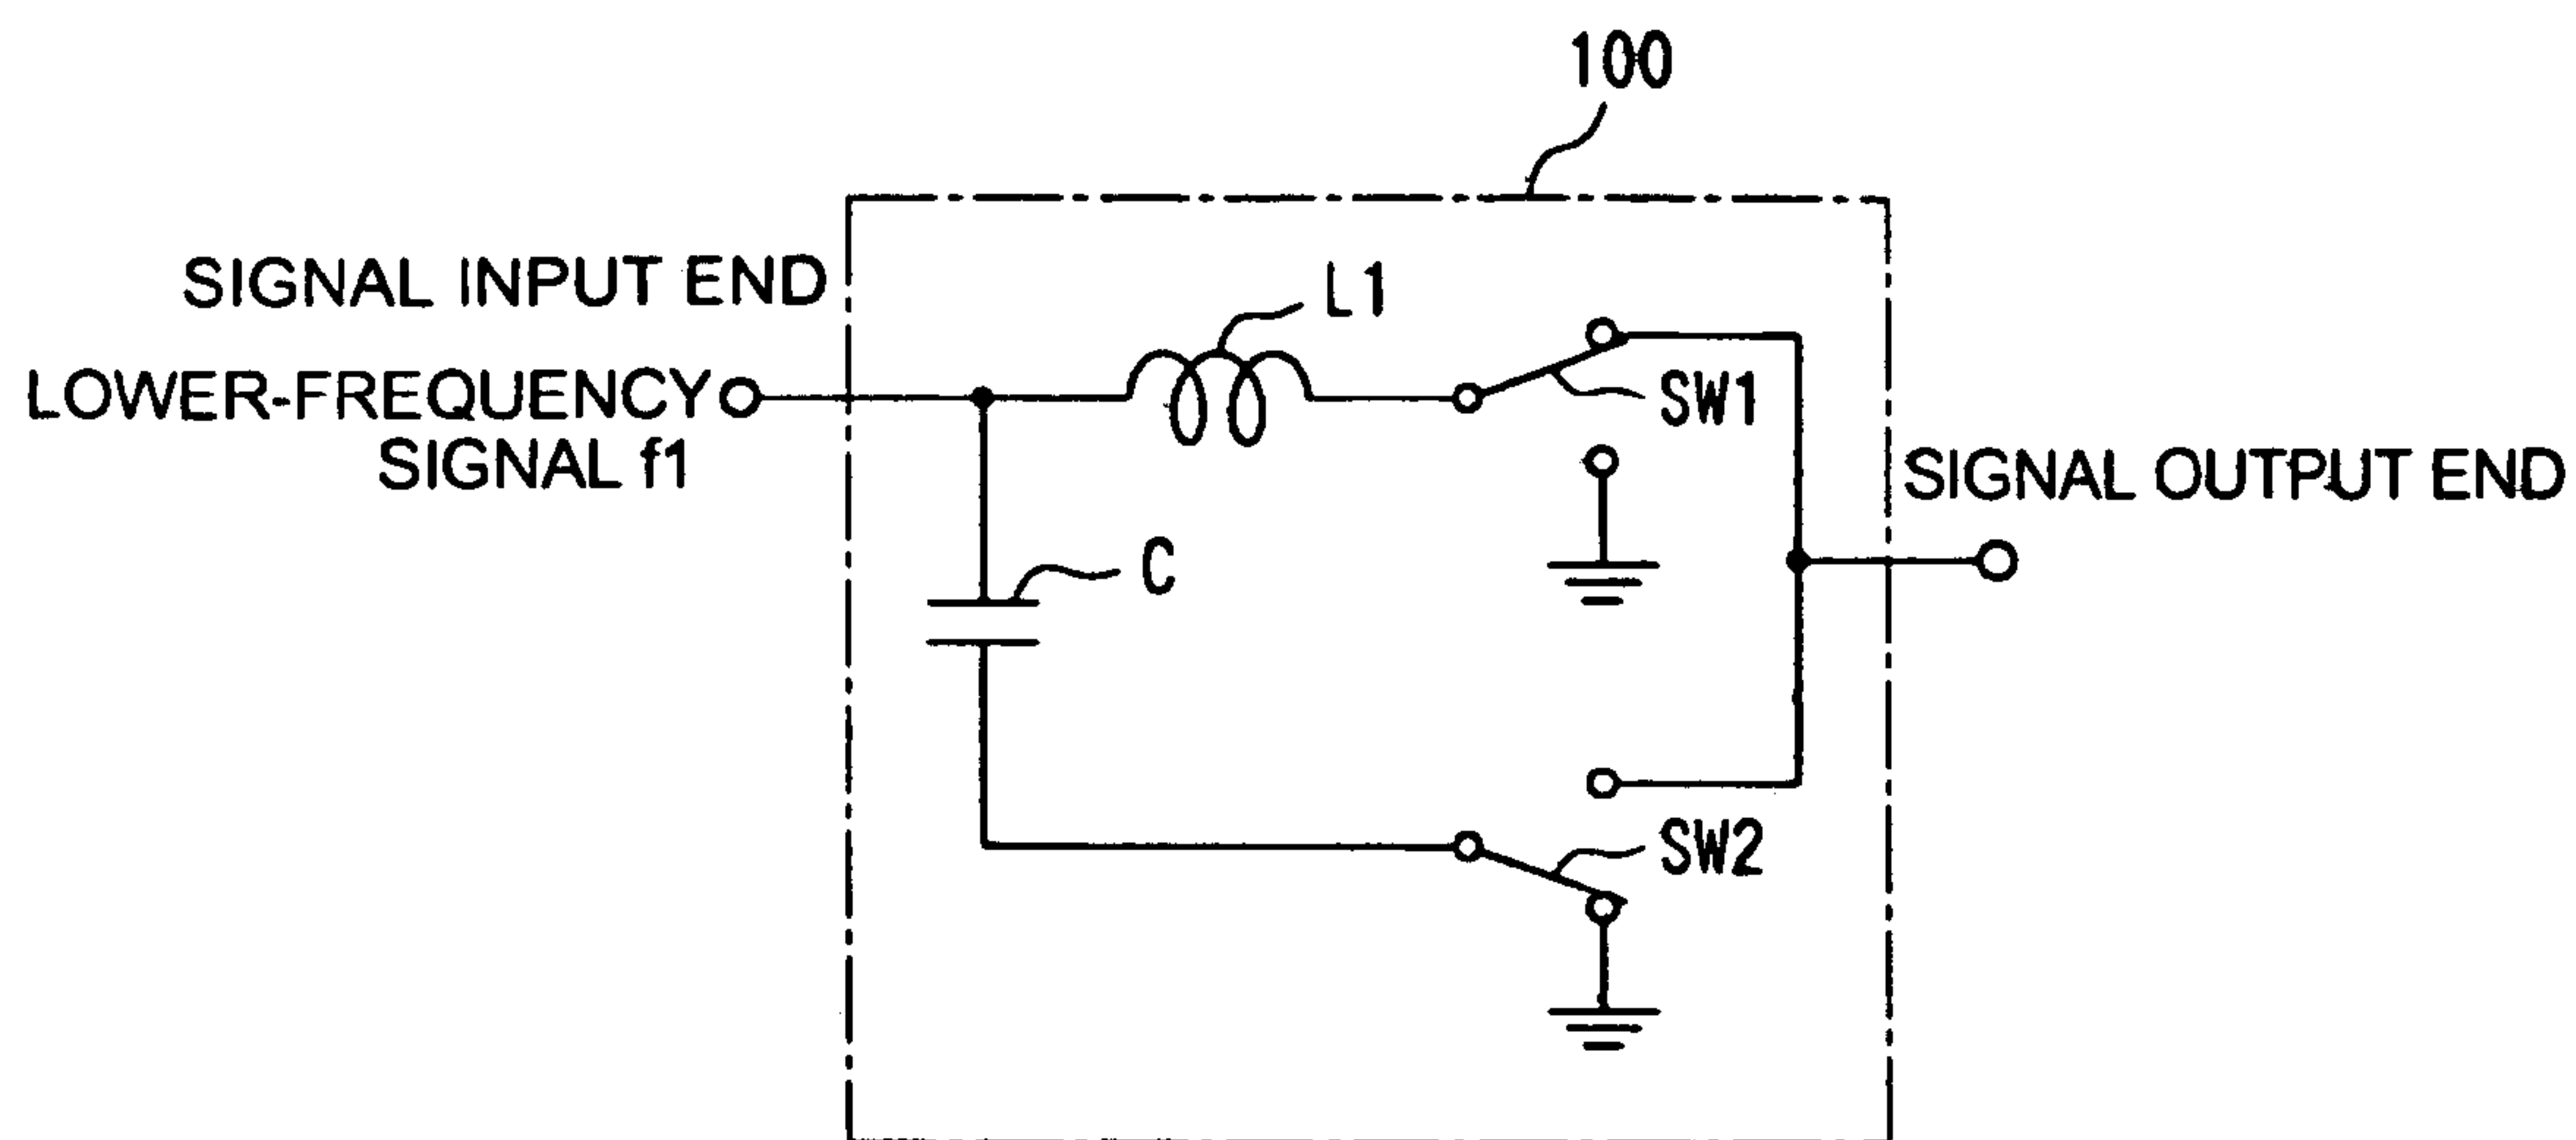 100
SIGNAL INPUT END
LOWER-FREQUENCY
SIGNAL f1
L1
SW1
SIGNAL OUTPUT END
C
SW2